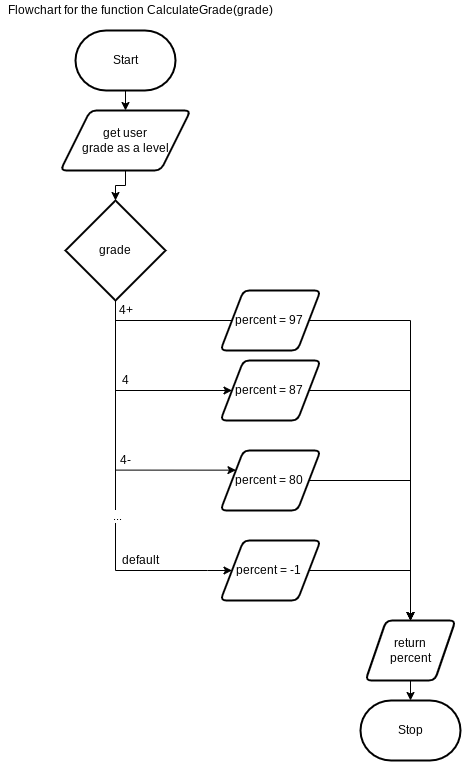 Flowchart for the function CalculateGrade(grade)
Start
get user
grade as a level
grade
4+
percent = 97
4
percent = 87
4-
percent = 80
...
default
percent = -1
return
percent
Stop